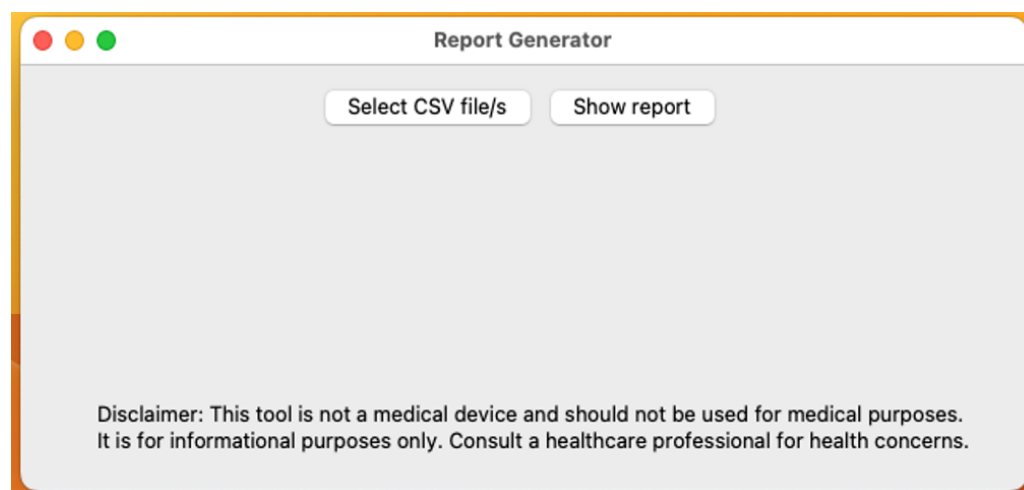 Report Generator
Select CSV file/s
Show report
Disclaimer: This tool is not a medical device and should not be used for medical purposes.
It is for informational purposes only. Consult a healthcare professional for health concerns.